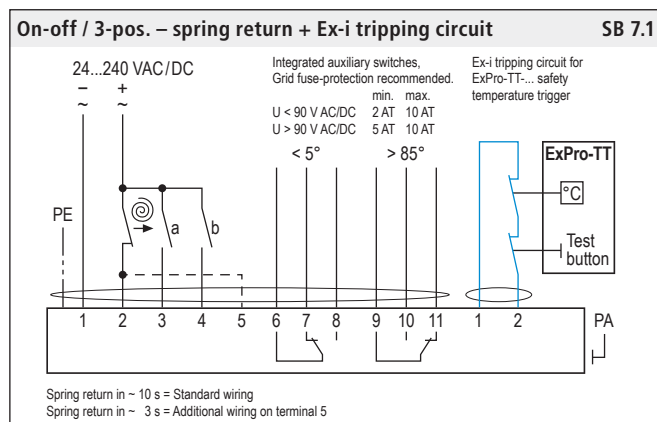 On-off / 3-pos. – spring return + Ex-i tripping circuit SB 7.1
24...240 VAC/DC
– +
~ ~
Integrated auxiliary switches,
Grid fuse-protection recommended.
min. max.
U < 90 V AC/DC 2 AT 10 AT
U > 90 V AC/DC 5 AT 10 AT
< 5° > 85°
Ex-i tripping circuit for
ExPro-TT-... safety
temperature trigger
ExPro-TT
°C
Test
button
PE
a b
1 2 3 4 5 6 7 8 9 10 11 1 2 PA
Spring return in ~ 10 s = Standard wiring
Spring return in ~ 3 s = Additional wiring on terminal 5